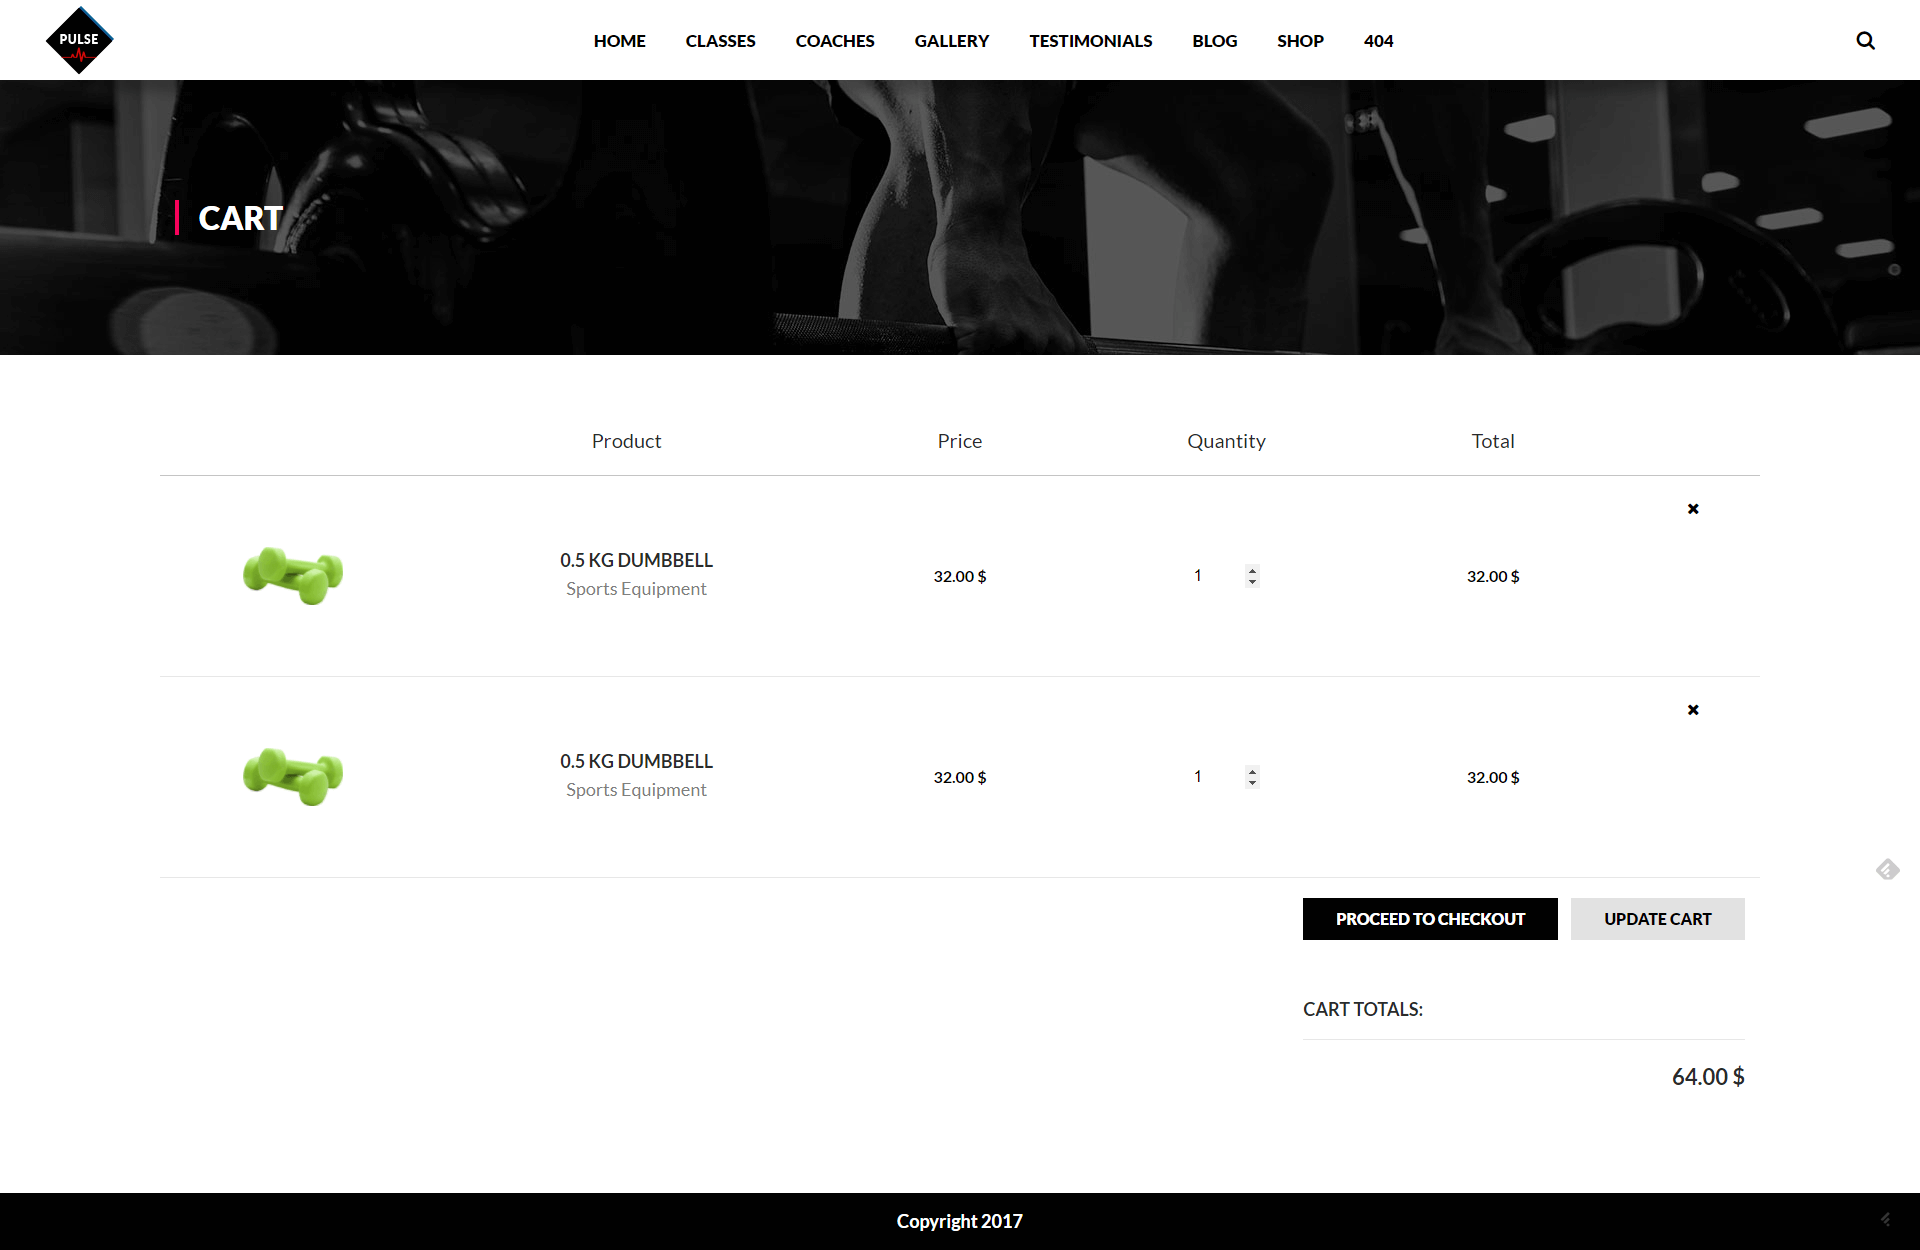 PULSE
HOME CLASSES COACHES GALLERY TESTIMONIALS BLOG SHOP 404
CART
Product Price Quantity Total
0.5 KG DUMBBELL
Sports Equipment
32.00 $ 1 32.00 $
0.5 KG DUMBBELL
Sports Equipment
32.00 $ 1 32.00 $
PROCEED TO CHECKOUT UPDATE CART
CART TOTALS:
64.00 $
Copyright 2017